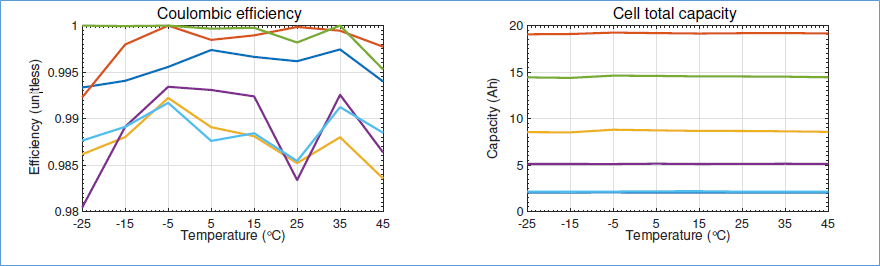 Coulombic efficiency
Efficiency (unitless)
1
0.995
0.99
0.985
0.98
-25 -15 -5 5 15 25 35 45
Temperature (°C)
Cell total capacity
Capacity (Ah)
20
15
10
5
0
-25 -15 -5 5 15 25 35 45
Temperature (°C)